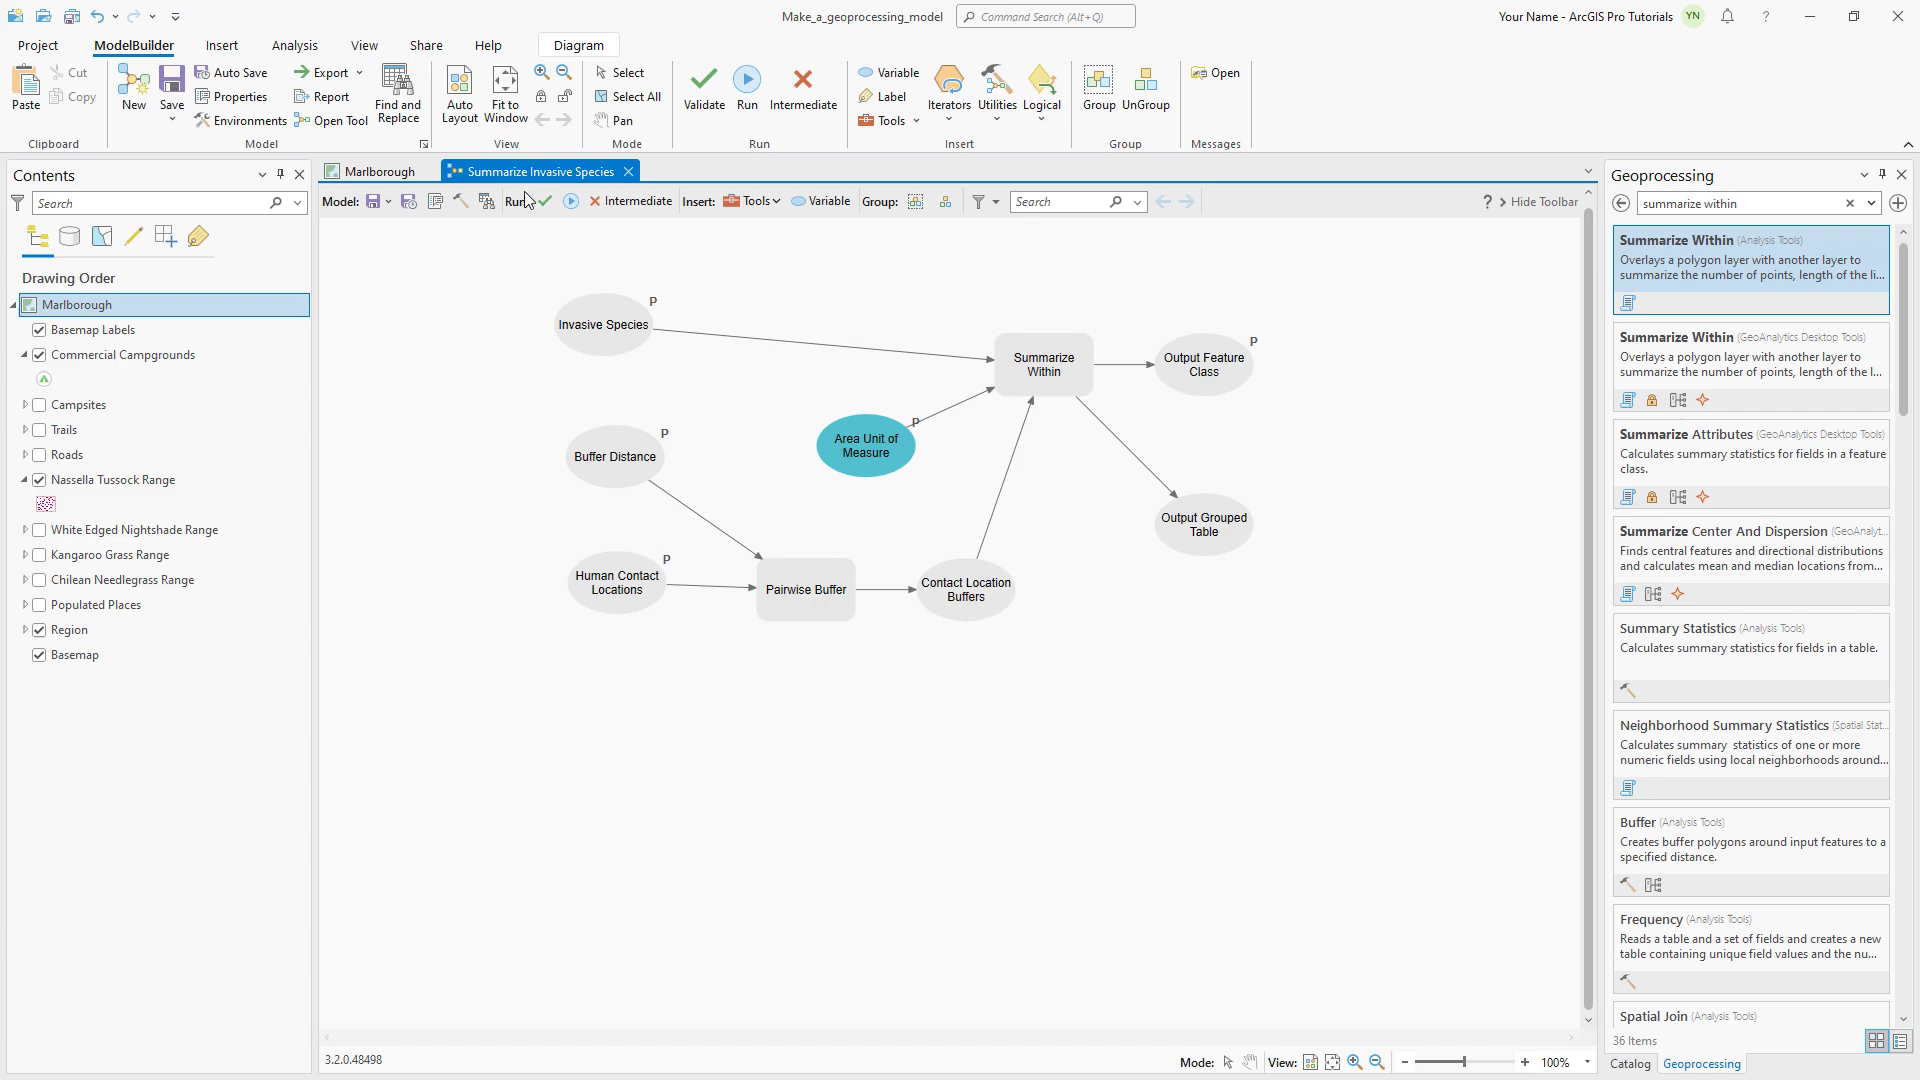 Make_a_geoprocessing_model
Command Search (Alt+Q)
Your Name - ArcGIS Pro Tutorials
YN
?
Project
ModelBuilder
Insert
Analysis
View
Share
Help
Diagram
Paste
Cut
Copy
Clipboard
New
Save
Auto Save
Properties
Environments
Export
Report
Open Tool
Find and
Replace
Model
Auto
Layout
Fit to
Window
View
Select
Select All
Pan
Mode
Validate
Run
Intermediate
Run
Variable
Label
Tools
Iterators
Utilities
Logical
Insert
Group
UnGroup
Group
Open
Messages
Contents
Search
Drawing Order
Marlborough
Basemap Labels
Commercial Campgrounds
Campsites
Trails
Roads
Nassella Tussock Range
White Edged Nightshade Range
Kangaroo Grass Range
Chilean Needlegrass Range
Populated Places
Region
Basemap
Marlborough
Summarize Invasive Species
Model:
Run
Intermediate
Insert:
Tools
Variable
Group:
Search
?
Hide Toolbar
Invasive Species
P
Summarize
Within
Output Feature
Class
P
Area Unit of
Measure
P
Buffer Distance
P
Output Grouped
Table
Human Contact
Locations
P
Pairwise Buffer
Contact Location
Buffers
3.2.0.48498
Mode:
View:
100%
Geoprocessing
summarize within
Summarize Within (Analysis Tools)
Overlays a polygon layer with another layer to
summarize the number of points, length of the li...
Summarize Within (GeoAnalytics Desktop Tools)
Overlays a polygon layer with another layer to
summarize the number of points, length of the l...
Summarize Attributes (GeoAnalytics Desktop Tools)
Calculates summary statistics for fields in a feature
class.
Summarize Center And Dispersion (GeoAnalyt...
Finds central features and directional distributions
and calculates mean and median locations from...
Summary Statistics (Analysis Tools)
Calculates summary statistics for fields in a table.
Neighborhood Summary Statistics (Spatial Stat...
Calculates summary statistics of one or more
numeric fields using local neighborhoods around...
Buffer (Analysis Tools)
Creates buffer polygons around input features to a
specified distance.
Frequency (Analysis Tools)
Reads a table and a set of fields and creates a new
table containing unique field values and the nu...
Spatial Join (Analysis Tools)
36 Items
Catalog
Geoprocessing